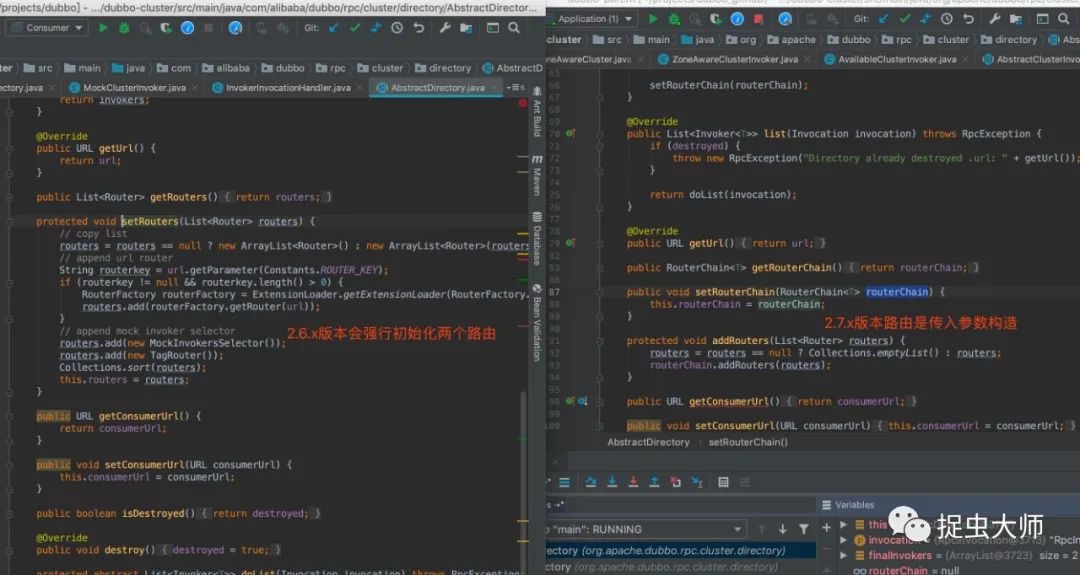 /projects/dubbo] - .../dubbo-cluster/src/main/java/com/alibaba/dubbo/rpc/cluster/directory/AbstractDirector...
Consumer
Git:
src
main
java
com
alibaba
dubbo
rpc
cluster
directory
AbstractD
ctory.java
MockClusterInvoker.java
InvokerInvocationHandler.java
AbstractDirectory.java
return invokers;
}
@Override
public URL getUrl() {
return url;
}
public List<Router> getRouters() { return routers; }
protected void setRouters(List<Router> routers) {
// copy list
routers = routers == null ? new ArrayList<Router>() : new ArrayList<Router>(routers
// append url router
String routerkey = url.getParameter(Constants.ROUTER_KEY);
if (routerkey != null && routerkey.length() > 0) {
RouterFactory routerFactory = ExtensionLoader.getExtensionLoader(RouterFactory.
routers.add(routerFactory.getRouter(url));
}
// append mock invoker selector
routers.add(new MockInvokersSelector());
routers.add(new TagRouter());
Collections.sort(routers);
this.routers = routers;
}
2.6.x版本会强行初始化两个路由
public URL getConsumerUrl() {
return consumerUrl;
}
public void setConsumerUrl(URL consumerUrl) {
this.consumerUrl = consumerUrl;
}
public boolean isDestroyed() { return destroyed; }
@Override
public void destroy() { destroyed = true; }
protected abstract List<Invoker<T>> doList(Invocation invocation) throws RpcException
Ant Build
Maven
Database
Bean Validation
Application (1)
Git:
cluster
src
main
java
org
apache
dubbo
rpc
cluster
directory
Ab
oneAwareCluster.java
ZoneAwareCluster.java
AvailableClusterInvoker.java
AbstractClusterInvo
66 setRouterChain(routerChain);
67 }
68
69 @Override
70 public List<Invoker<T>> list(Invocation invocation) throws RpcException {
71 if (destroyed) {
72 throw new RpcException("Directory already destroyed .url: " + getUrl());
73 }
74
75 return doList(invocation);
76 }
77
78 @Override
79 public URL getUrl() { return url; }
83 public RouterChain<T> getRouterChain() { return routerChain; }
87 public void setRouterChain(RouterChain<T> routerChain) {
88 this.routerChain = routerChain;
89 }
2.7.x版本路由是传入参数构造
91 protected void addRouters(List<Router> routers) {
92 routers = routers == null ? Collections.emptyList() : routers;
93 routerChain.addRouters(routers);
94 }
96 public URL getConsumerUrl() { return consumerUrl; }
100 public void setConsumerUrl(URL consumerUrl) { this.consumerUrl = consumerUrl; }
AbstractDirectory
setRouterChain()
Variables
"main": RUNNING
ectory (org.apache.dubbo.rpc.cluster.directory)
ectory (org.apache.dubbo.rpc.cluster.directory)
this
invocation
finalInvokers = {ArrayList@3723} size = 2
routerChain = null
捉虫大师